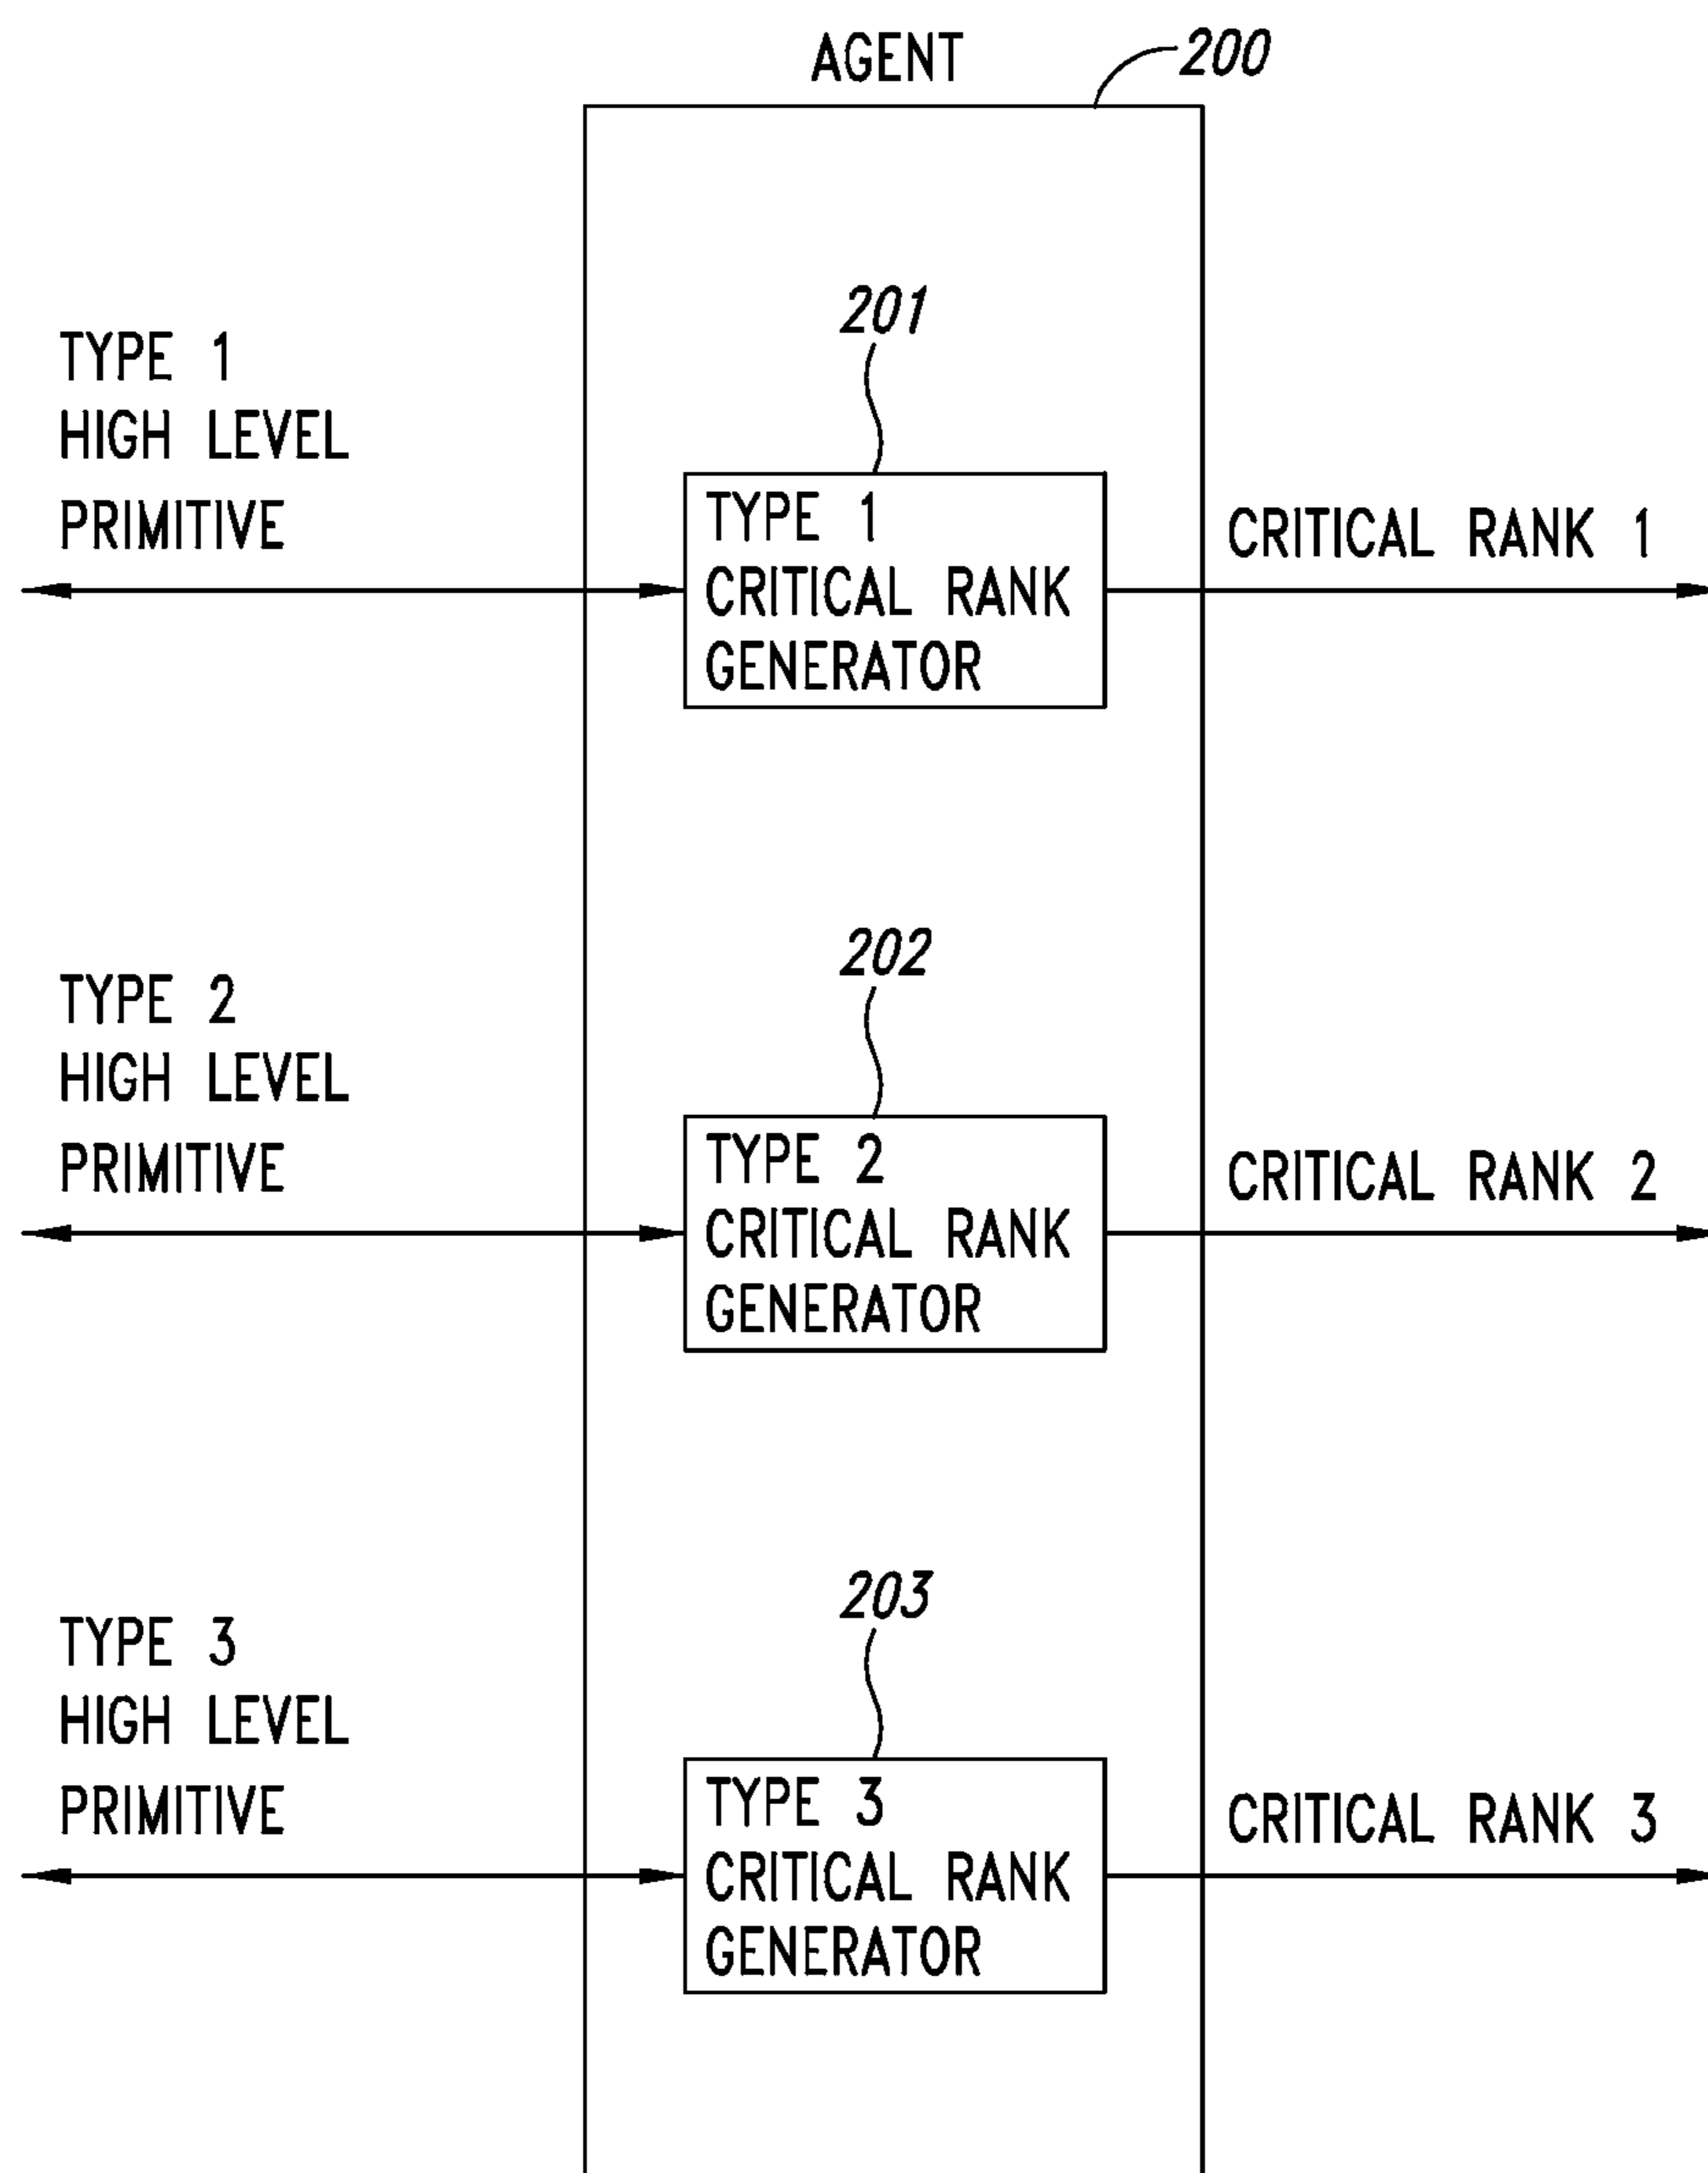 AGENT
200
201
TYPE 1
HIGH LEVEL
PRIMITIVE
TYPE 1
CRITICAL RANK
GENERATOR
CRITICAL RANK 1
202
TYPE 2
HIGH LEVEL
PRIMITIVE
TYPE 2
CRITICAL RANK
GENERATOR
CRITICAL RANK 2
203
TYPE 3
HIGH LEVEL
PRIMITIVE
TYPE 3
CRITICAL RANK
GENERATOR
CRITICAL RANK 3